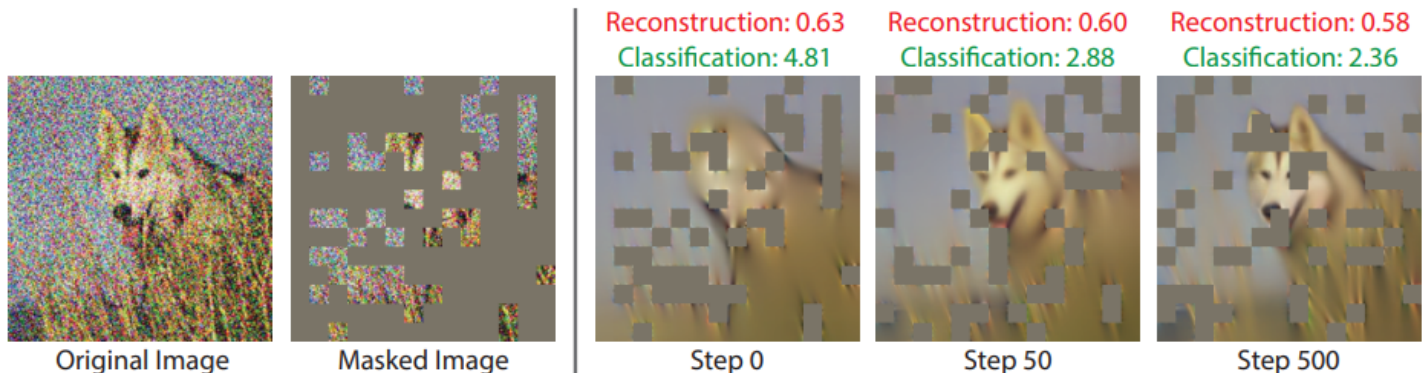 Reconstruction: 0.63
Classification: 4.81
Reconstruction: 0.60
Classification: 2.88
Reconstruction: 0.58
Classification: 2.36
Original Image
Masked Image
Step 0
Step 50
Step 500